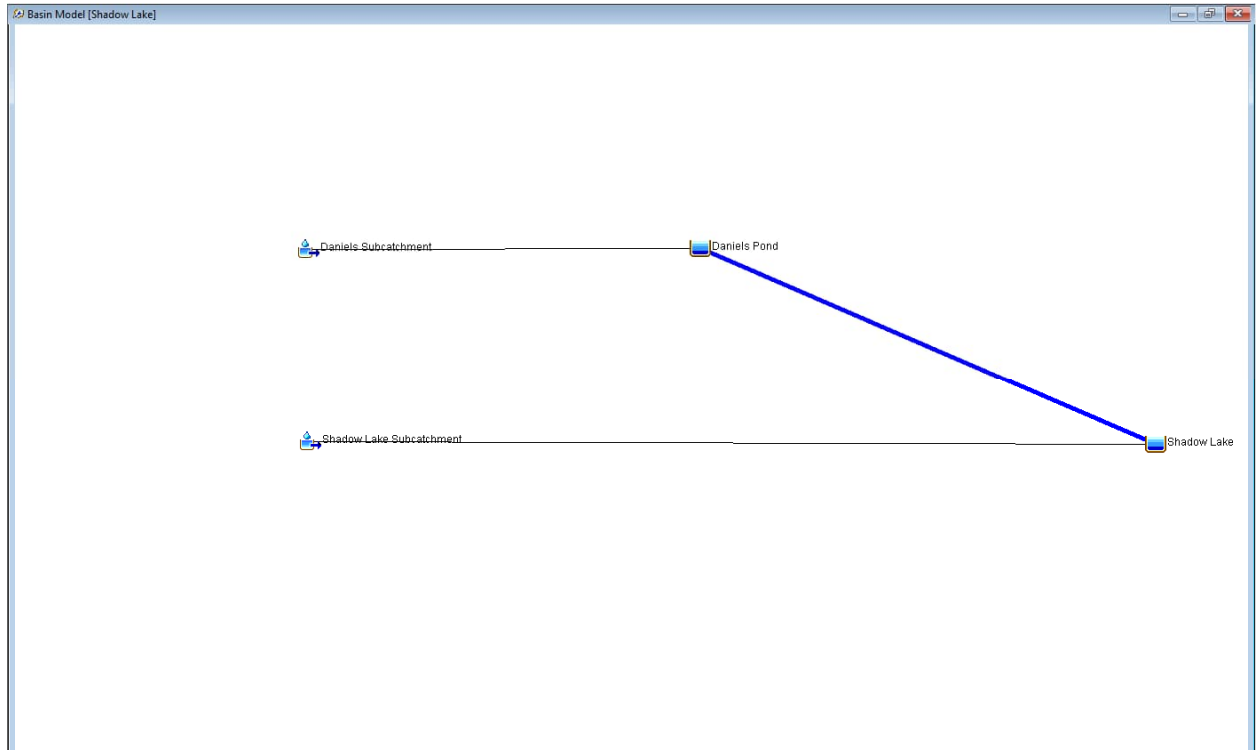 Basin Model [Shadow Lake]
Daniels Subcatchment
Daniels Pond
Shadow Lake Subcatchment
Shadow Lake